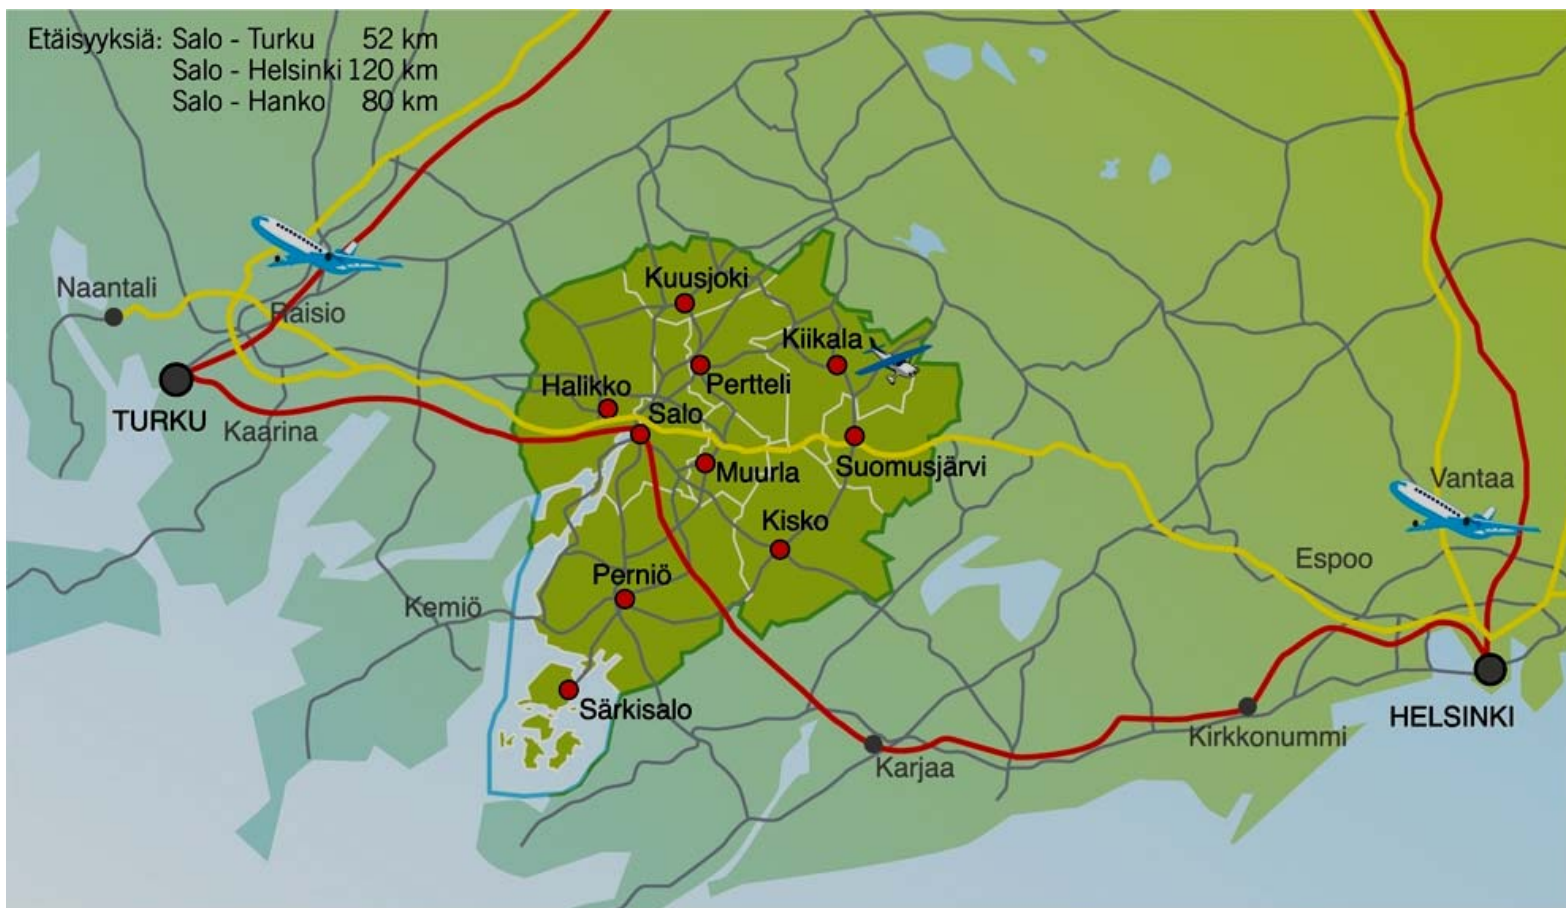 Etäisyyksiä: Salo - Turku 52 km
Salo - Helsinki 120 km
Salo - Hanko 80 km
Kuusjoki
Naantali
Raisio
Kiikala
Pertteli
Halikko
Salo
TURKU
Kaarina
Muurla
Suomusjärvi
Vantaa
Kisko
Espoo
Perniö
Kemiö
Särkisalo
HELSINKI
Kirkkonummi
Karjaa